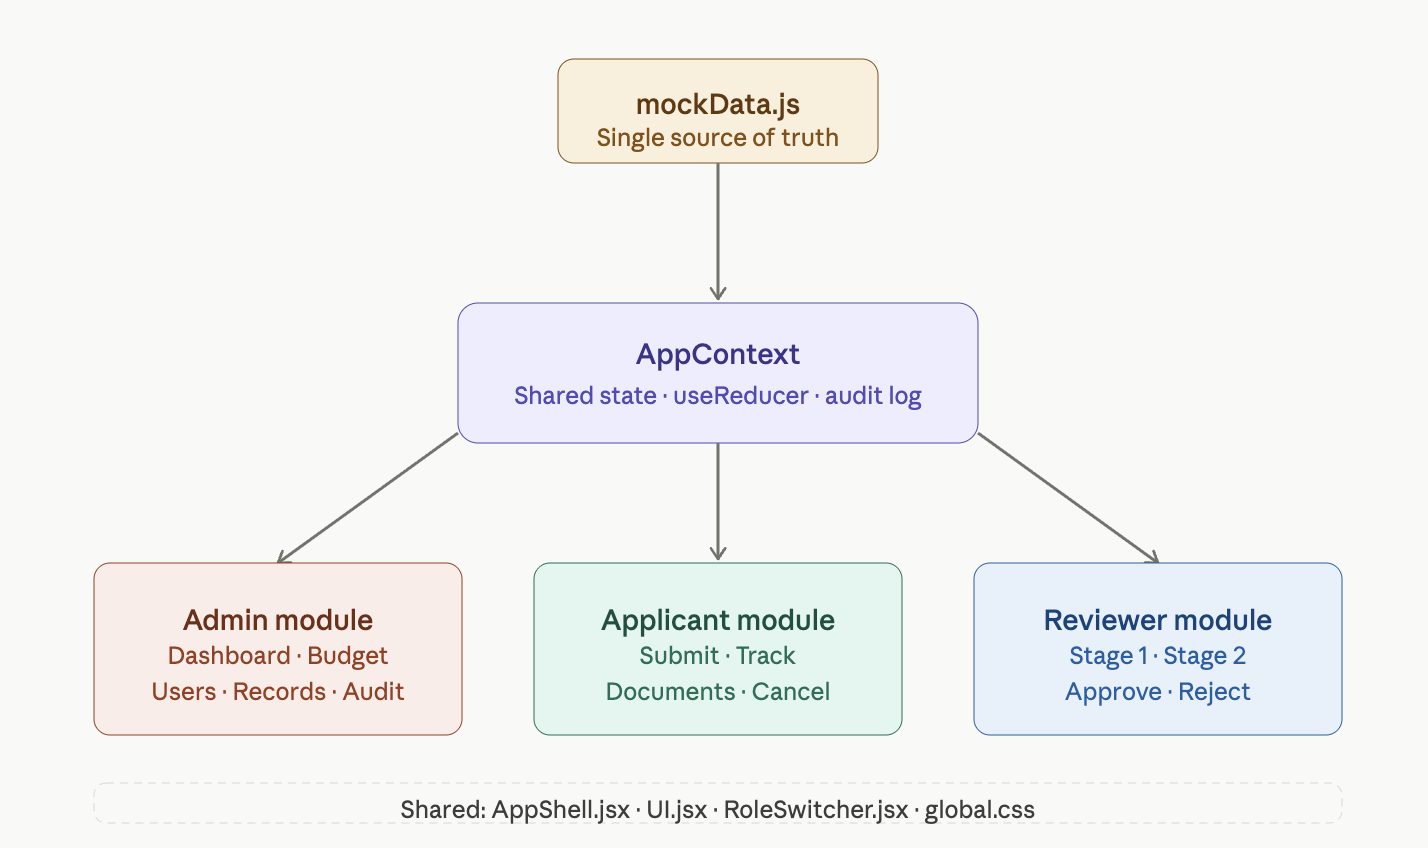 mockData.js
Single source of truth
AppContext
Shared state · useReducer · audit log
Admin module
Dashboard · Budget
Users · Records · Audit
Applicant module
Submit · Track
Documents · Cancel
Reviewer module
Stage 1 · Stage 2
Approve · Reject
Shared: AppShell.jsx · UI.jsx · RoleSwitcher.jsx · global.css